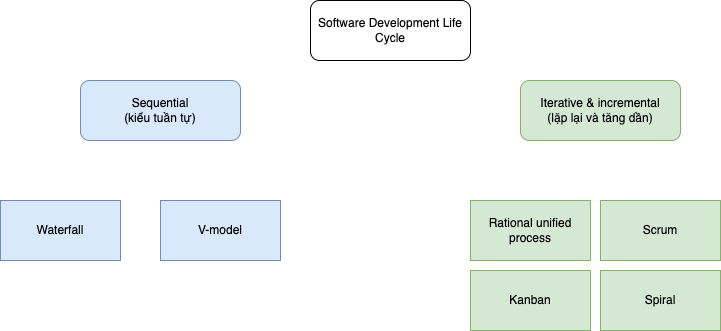 Software Development Life
Cycle
Sequential
(kiểu tuần tự)
Iterative & incremental
(lặp lại và tăng dần)
Waterfall
V-model
Rational unified
process
Scrum
Kanban
Spiral